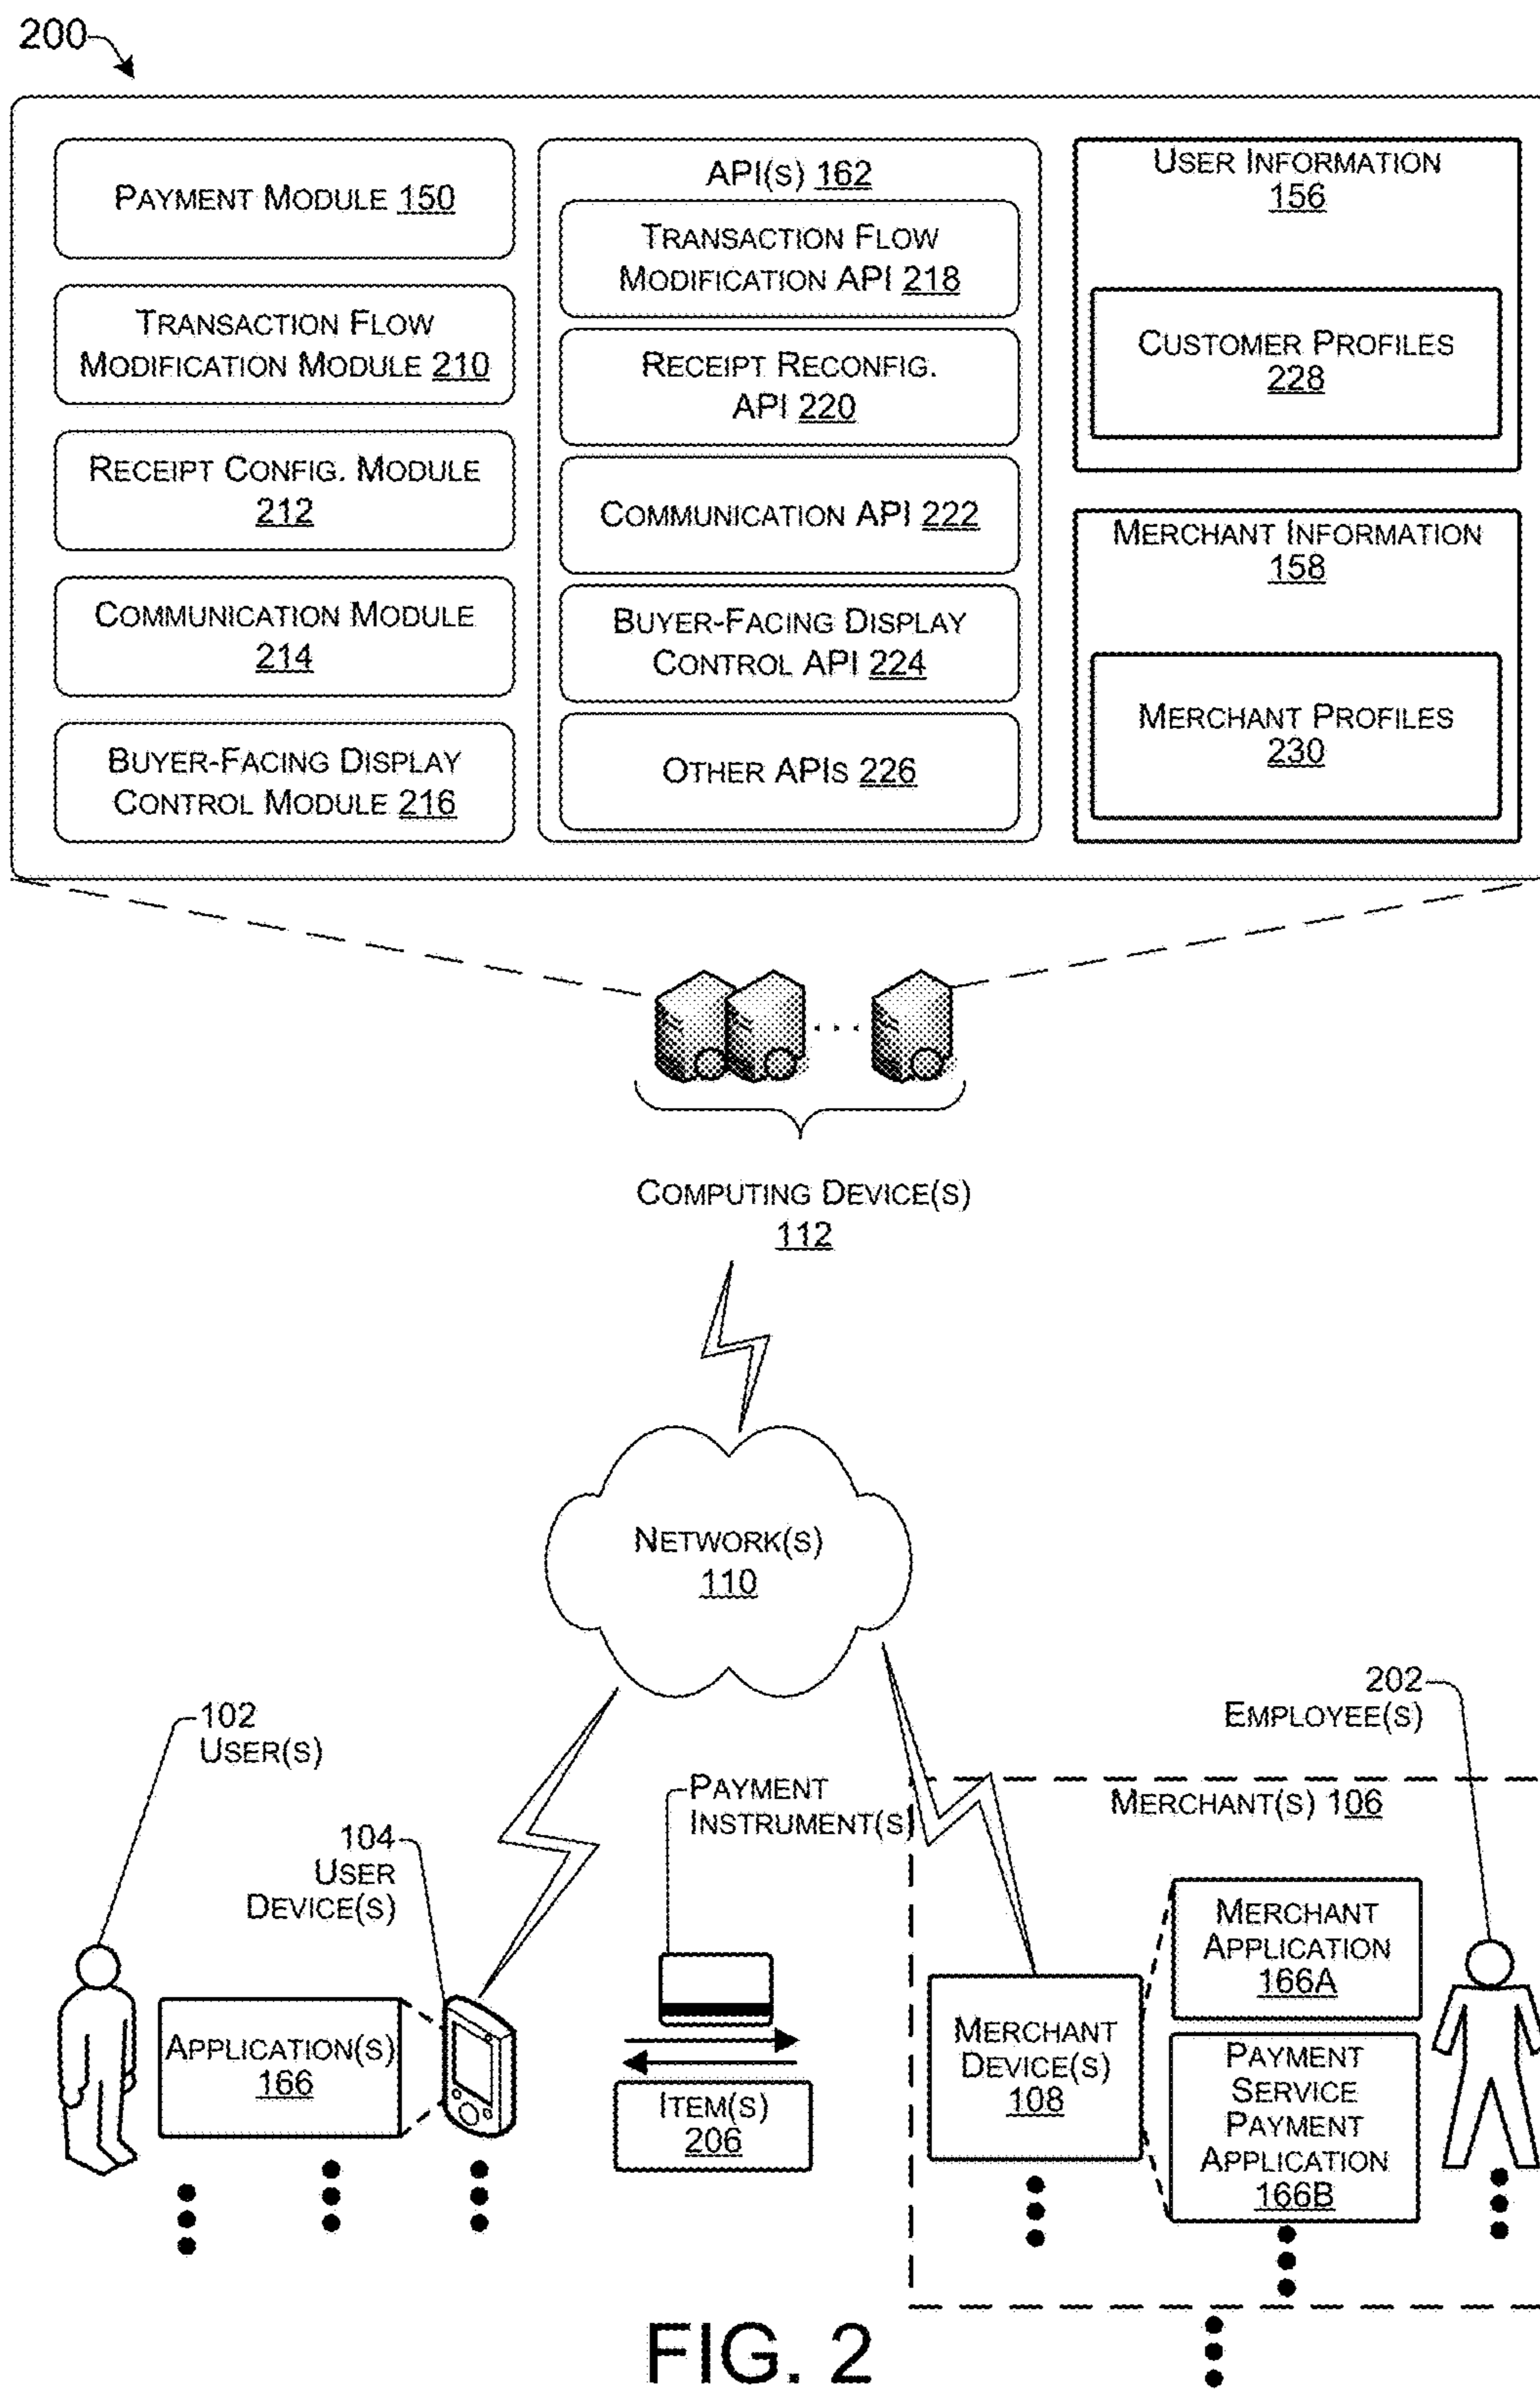 200
PAYMENT MODULE 150
TRANSACTION FLOW
MODIFICATION MODULE 210
RECEIPT CONFIG. MODULE
212
COMMUNICATION MODULE
214
BUYER-FACING DISPLAY
CONTROL MODULE 216
API(S) 162
TRANSACTION FLOW
MODIFICATION API 218
RECEIPT RECONFIG.
API 220
COMMUNICATION API 222
BUYER-FACING DISPLAY
CONTROL API 224
OTHER APIS 226
USER INFORMATION
156
CUSTOMER PROFILES
228
MERCHANT INFORMATION
158
MERCHANT PROFILES
230
COMPUTING DEVICE(S)
112
NETWORK(S)
110
102
USER(S)
104
USER
DEVICE(S)
APPLICATION(S)
166
PAYMENT
INSTRUMENT(S)
ITEM(S)
206
202
EMPLOYEE(S)
MERCHANT(S) 106
MERCHANT
DEVICE(S)
108
MERCHANT
APPLICATION
166A
PAYMENT
SERVICE
PAYMENT
APPLICATION
166B
FIG. 2